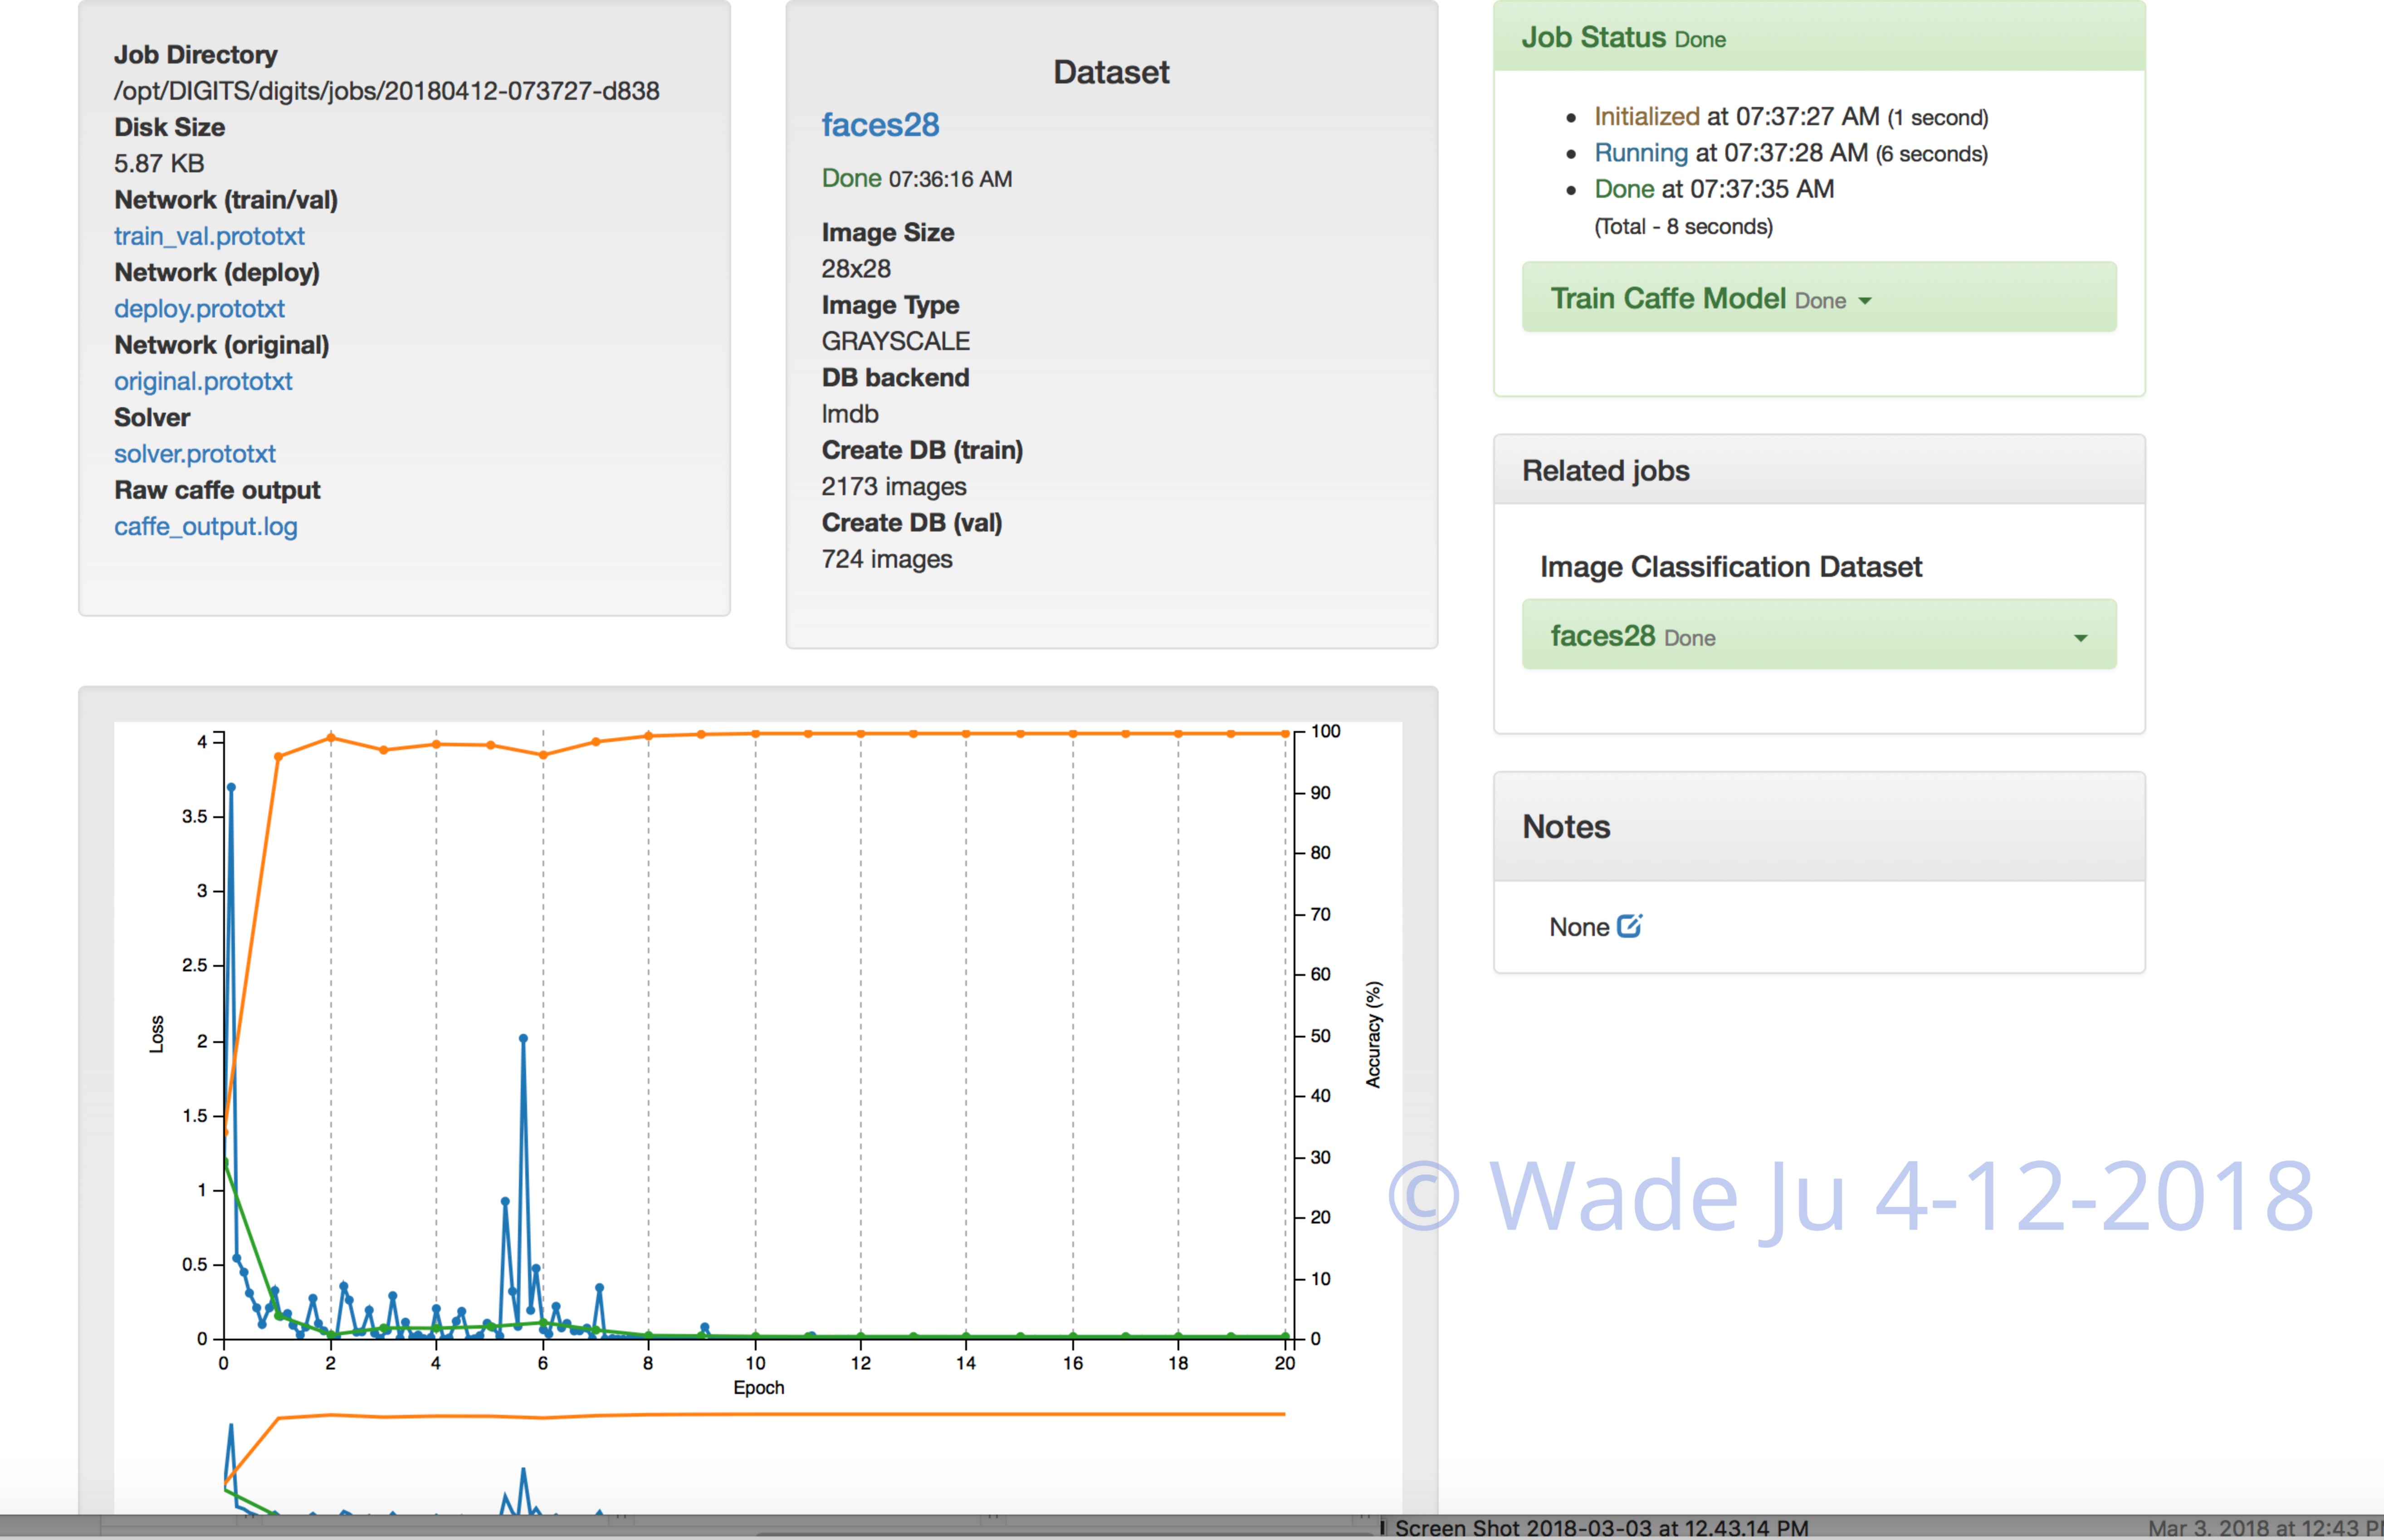 Job Directory
/opt/DIGITS/digits/jobs/20180412-073727-d838
Disk Size
5.87 KB
Network (train/val)
train_val.prototxt
Network (deploy)
deploy.prototxt
Network (original)
original.prototxt
Solver
solver.prototxt
Raw caffe output
caffe_output.log
Dataset
faces28
Done 07:36:16 AM
Image Size
28x28
Image Type
GRAYSCALE
DB backend
lmdb
Create DB (train)
2173 images
Create DB (val)
724 images
Job Status Done
Initialized at 07:37:27 AM (1 second)
Running at 07:37:28 AM (6 seconds)
Done at 07:37:35 AM
(Total - 8 seconds)
Train Caffe Model Done
Related jobs
Image Classification Dataset
faces28 Done
Notes
None
4
3.5
3
2.5
2
1.5
1
0.5
0
Loss
100
90
80
70
60
50
40
30
20
10
0
Accuracy (%)
0 2 4 6 8 10 12 14 16 18 20
Epoch
© Wade Ju 4-12-2018
Screen Shot 2018-03-03 at 12.43.14 PM
Mar 3, 2018 at 12:43